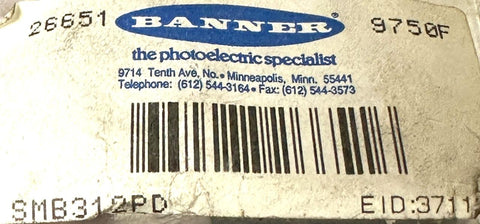 26651 BANNER 9750F
the photoelectric specialist
9714 Tenth Ave, No. • Minneapolis, Minn. 55441
Telephone: (612) 544-3164 • Fax: (612) 544-3573
SMB312PD EID:3711